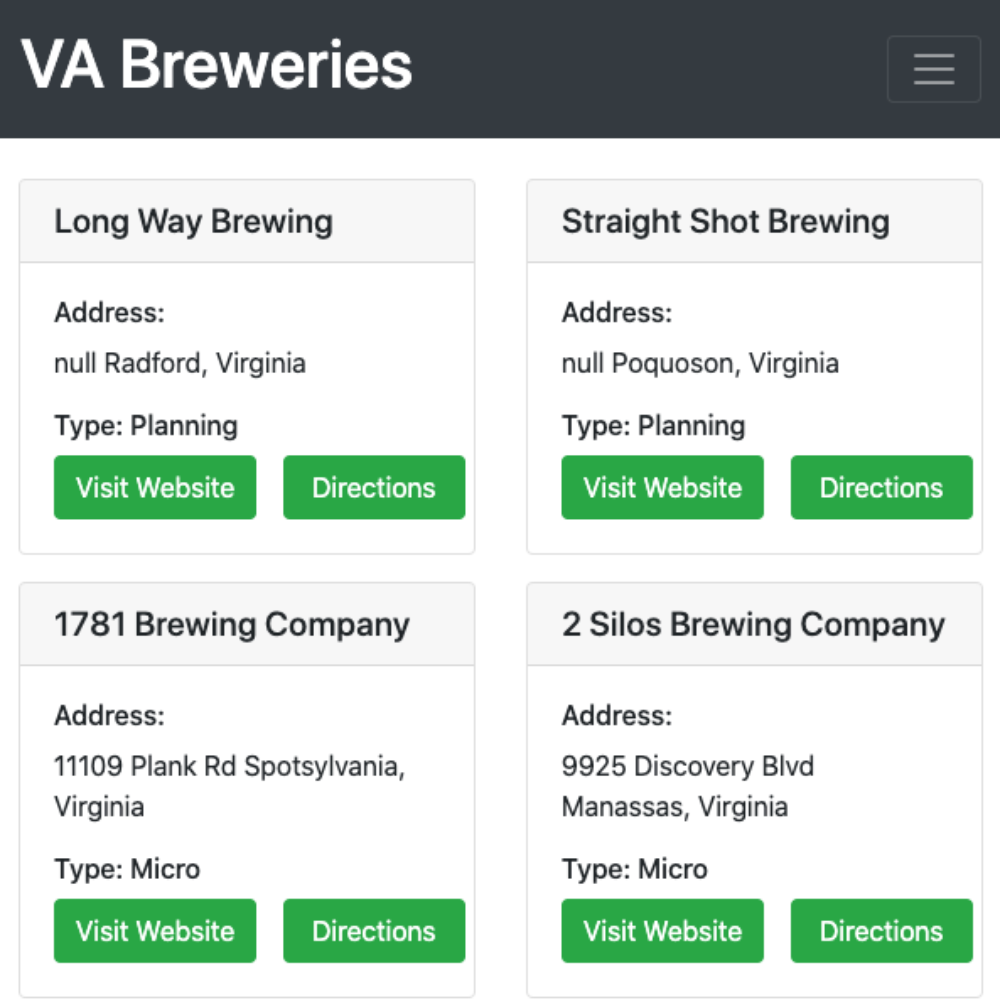 VA Breweries
Long Way Brewing
Address:
null Radford, Virginia
Type: Planning
Visit Website
Directions
Straight Shot Brewing
Address:
null Poquoson, Virginia
Type: Planning
Visit Website
Directions
1781 Brewing Company
Address:
11109 Plank Rd Spotsylvania,
Virginia
Type: Micro
Visit Website
Directions
2 Silos Brewing Company
Address:
9925 Discovery Blvd
Manassas, Virginia
Type: Micro
Visit Website
Directions